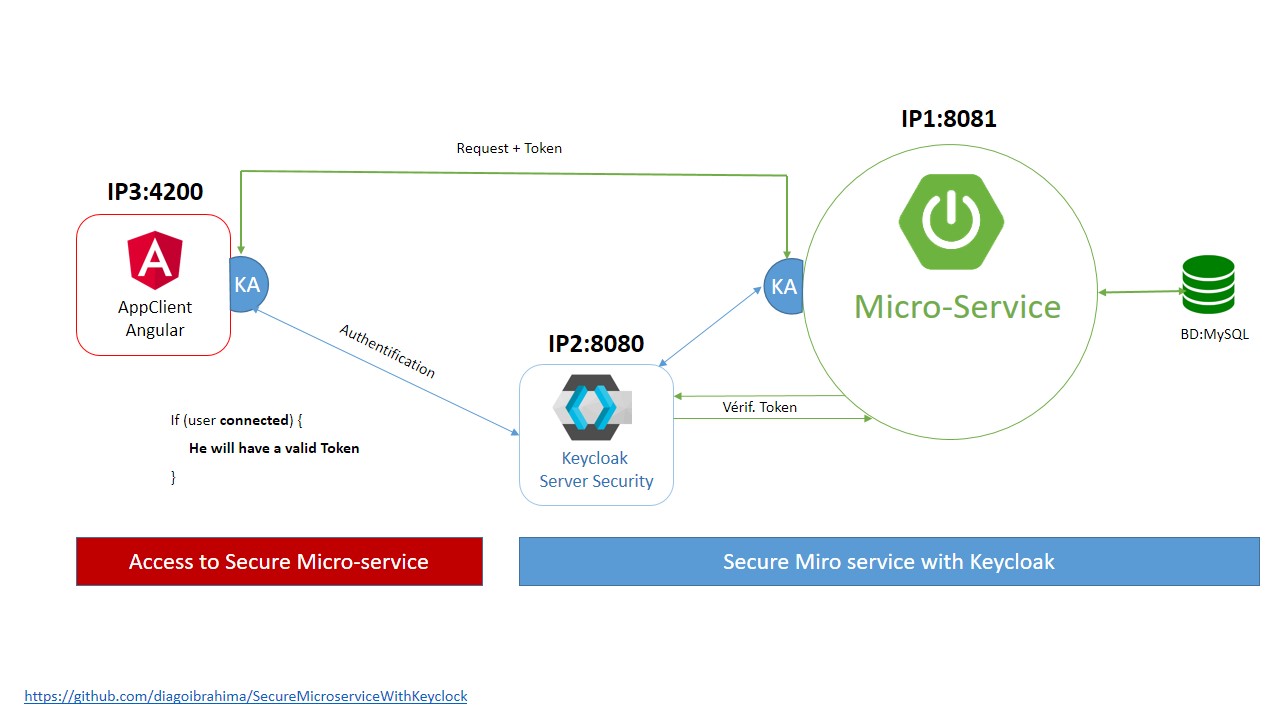 IP1:8081
Request + Token
IP3:4200
A
AppClient
Angular
KA
KA
Micro-Service
BD:MySQL
Authentification
IP2:8080
Keycloak
Server Security
Vérif. Token
If (user connected) {
He will have a valid Token
}
Access to Secure Micro-service
Secure Miro service with Keycloak
https://github.com/diagoibrahima/SecureMicroserviceWithKeyclock